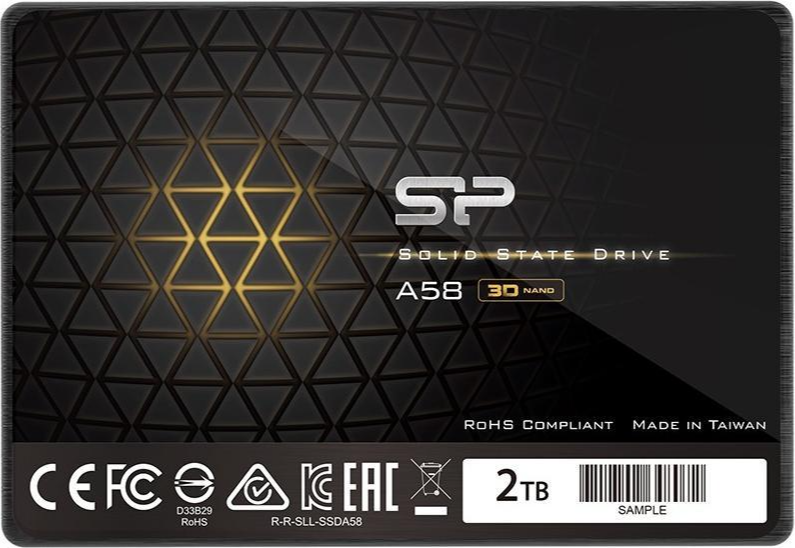 SP
SOLID STATE DRIVE
A58 3D NAND
ROHS COMPLIANT MADE IN TAIWAN
CE FC D33B29 RoHS EAC
R-R-SLL-SSDA58
2TB
SAMPLE